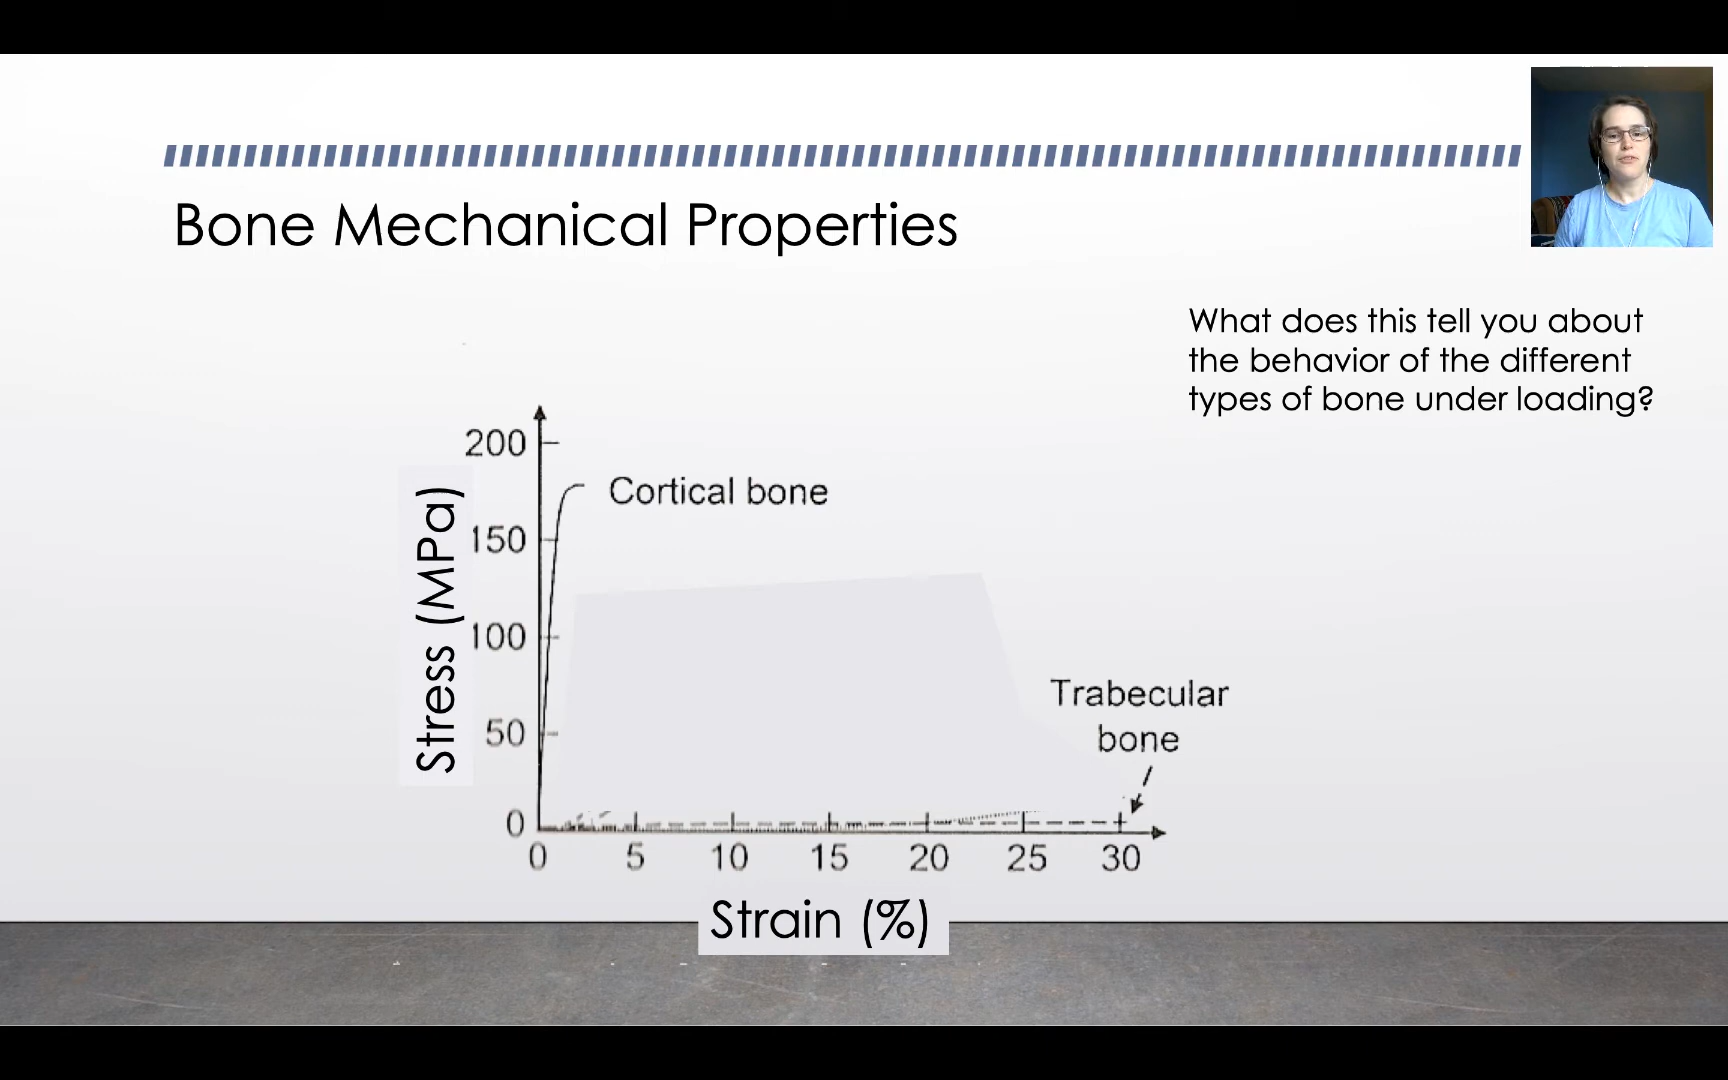 Bone Mechanical Properties
What does this tell you about
the behavior of the different
types of bone under loading?
Stress (MPa)
200
150
100
50
0
Cortical bone
Trabecular
bone
0 5 10 15 20 25 30
Strain (%)